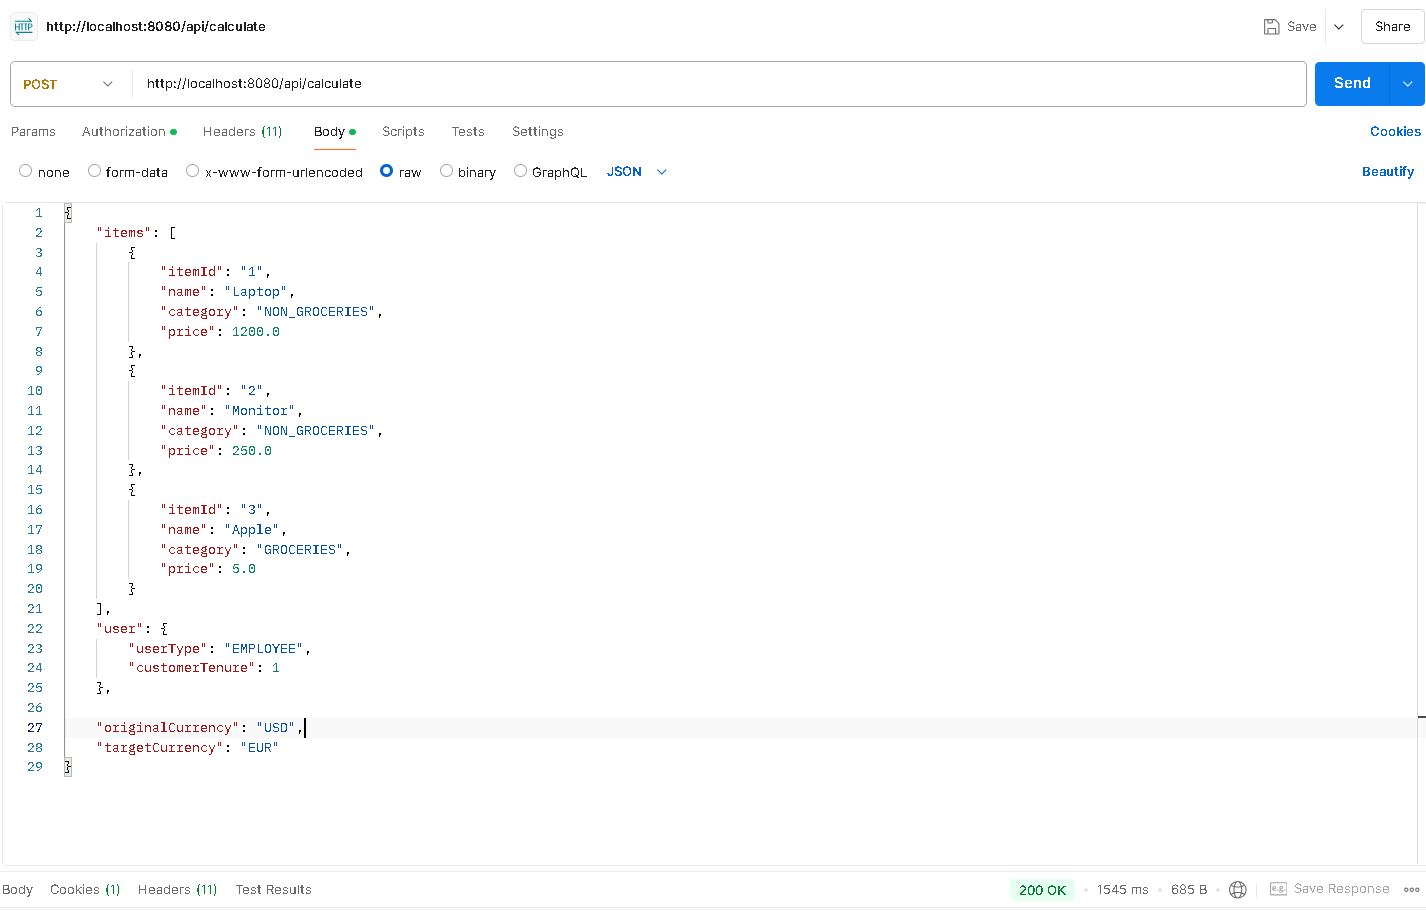 HTTP http://localhost:8080/api/calculate Save Share
POST http://localhost:8080/api/calculate Send
Params Authorization Headers (11) Body Scripts Tests Settings Cookies
none form-data x-www-form-urlencoded raw binary GraphQL JSON Beautify
1 {
2 "items": [
3 {
4 "itemId": "1",
5 "name": "Laptop",
6 "category": "NON_GROCERIES",
7 "price": 1200.0
8 },
9 {
10 "itemId": "2",
11 "name": "Monitor",
12 "category": "NON_GROCERIES",
13 "price": 250.0
14 },
15 {
16 "itemId": "3",
17 "name": "Apple",
18 "category": "GROCERIES",
19 "price": 5.0
20 }
21 ],
22 "user": {
23 "userType": "EMPLOYEE",
24 "customerTenure": 1
25 },
26
27 "originalCurrency": "USD",
28 "targetCurrency": "EUR"
29 }
Body Cookies (1) Headers (11) Test Results 200 OK 1545 ms 685 B e.g. Save Response